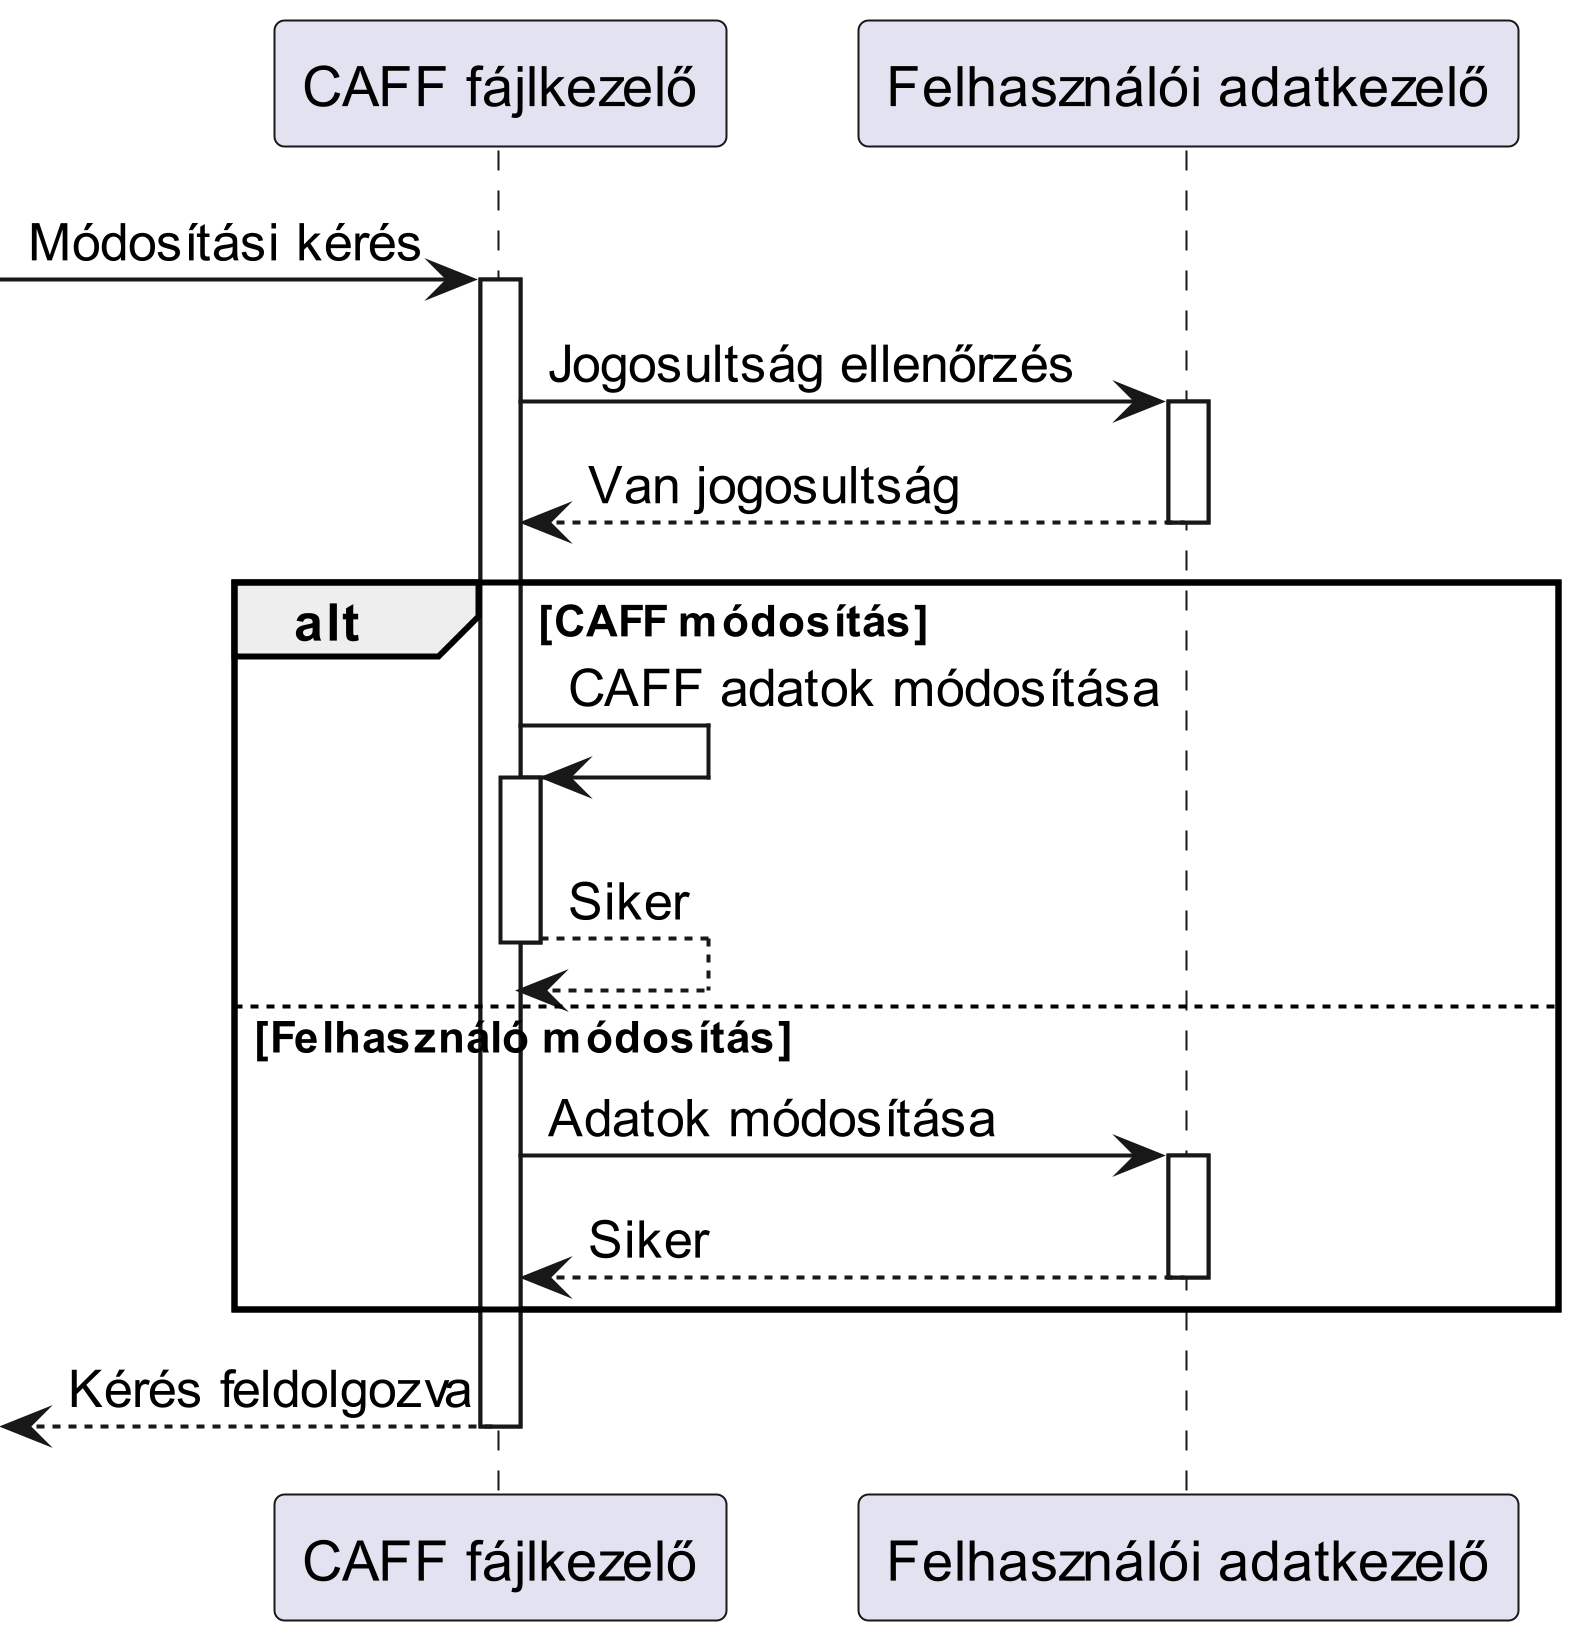 CAFF fájlkezelő
Felhasználói adatkezelő
Módosítási kérés
Jogosultság ellenőrzés
Van jogosultság
alt
[CAFF módosítás]
CAFF adatok módosítása
Siker
[Felhasználó módosítás]
Adatok módosítása
Siker
Kérés feldolgozva
CAFF fájlkezelő
Felhasználói adatkezelő